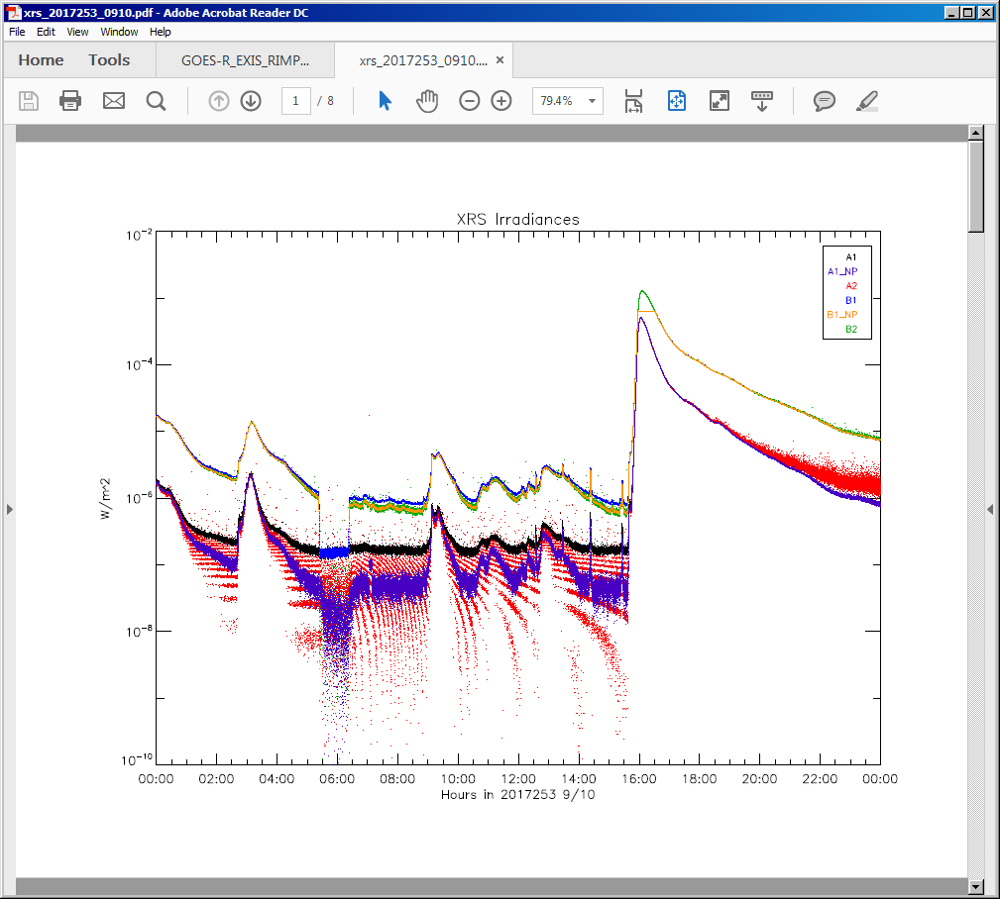 xrs_2017253_0910.pdf - Adobe Acrobat Reader DC
File Edit View Window Help
Home Tools GOES-R_EXIS_RIMP... xrs_2017253_0910.... ×
1 / 8 79.4%
XRS Irradiances
10-2
A1
A1_NP
A2
B1
B1_NP
B2
10-4
W/m^2
10-6
10-8
10-10
00:00 02:00 04:00 06:00 08:00 10:00 12:00 14:00 16:00 18:00 20:00 22:00 00:00
Hours in 2017253 9/10